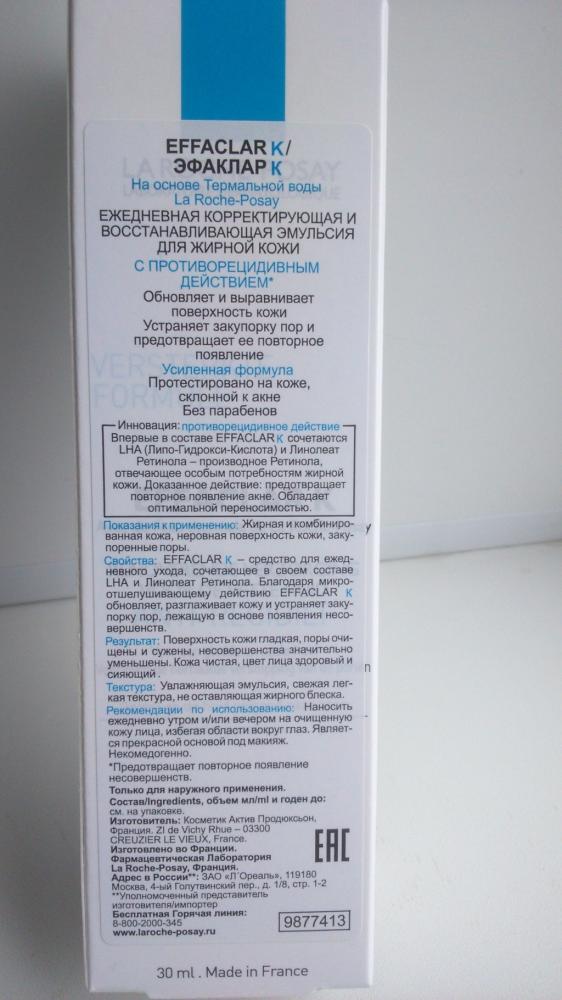 EFFACLAR K/
ЭФАКЛАР K
На основе Термальной воды
La Roche-Posay
ЕЖЕДНЕВНАЯ КОРРЕКТИРУЮЩАЯ И
ВОССТАНАВЛИВАЮЩАЯ ЭМУЛЬСИЯ
ДЛЯ ЖИРНОЙ КОЖИ
С ПРОТИВОРЕЦИДИВНЫМ
ДЕЙСТВИЕМ*
Обновляет и выравнивает
поверхность кожи
Устраняет закупорку пор и
предотвращает ее повторное
появление
Усиленная формула
Протестировано на коже,
склонной к акне
Без парабенов
Инновация: противорецидивное действие
Впервые в составе EFFACLAR K сочетаются
LHA (Липо-Гидрокси-Кислота) и Линолеат
Ретинола – производное Ретинола,
отвечающее особым потребностям жирной
кожи. Доказанное действие: предотвращает
повторное появление акне. Обладает
оптимальной переносимостью.
Показания к применению: Жирная и комбиниро-
ванная кожа, неровная поверхность кожи, заку-
поренные поры.
Свойства: EFFACLAR K – средство для ежед-
невного ухода, сочетающее в своем составе
LHA и Линолеат Ретинола. Благодаря микро-
отшелушивающему действию EFFACLAR K
обновляет, разглаживает кожу и устраняет заку-
порку пор, лежащую в основе появления несо-
вершенств.
Результат: Поверхность кожи гладкая, поры очи-
щены и сужены, несовершенства значительно
уменьшены. Кожа чистая, цвет лица здоровый и
сияющий .
Текстура: Увлажняющая эмульсия, свежая лег-
кая текстура, не оставляющая жирного блеска.
Рекомендации по использованию: Наносить
ежедневно утром и/или вечером на очищенную
кожу лица, избегая области вокруг глаз. Являет-
ся прекрасной основой под макияж.
Некомедогенно.
*Предотвращает повторное появление
несовершенств.
Только для наружного применения.
Состав/Ingredients, объем мл/ml и годен до:
см. на упаковке.
Изготовитель: Косметик Актив Продюксьон,
Франция. ZI de Vichy Rhue – 03300
CREUZIER LE VIEUX, France.
Изготовлено во Франции.
Фармацевтическая Лаборатория
La Roche-Posay, Франция.
Адрес в России**: ЗАО «Л´Ореаль», 119180
Москва, 4-ый Голутвинский пер., д. 1/8, стр. 1-2
**Уполномоченный представитель
изготовителя/импортер
Бесплатная Горячая линия:
8-800-2000-345
www.laroche-posay.ru
EAC
9877413
30 ml . Made in France